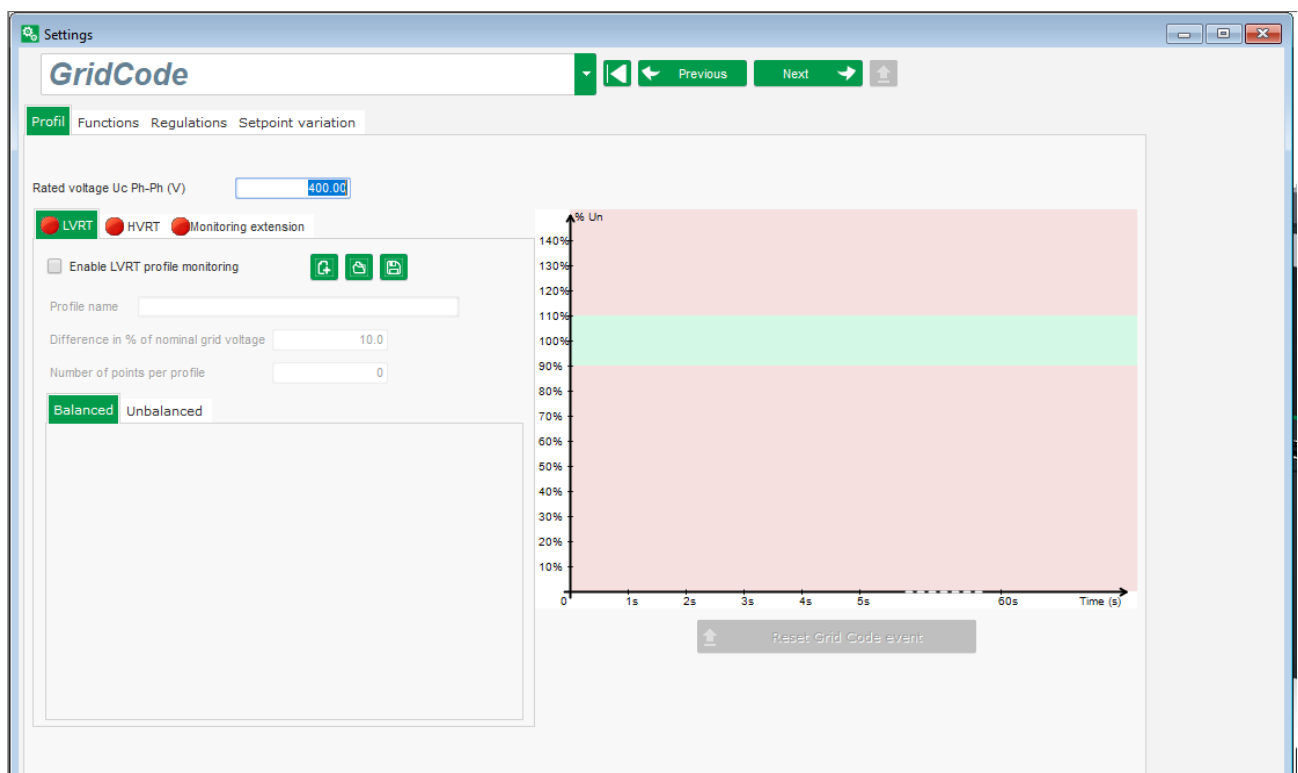 Settings
GridCode
Previous
Next
Profil Functions Regulations Setpoint variation
Rated voltage Uc Ph-Ph (V) 400.00
LVRT HVRT Monitoring extension
Enable LVRT profile monitoring
Profile name
Difference in % of nominal grid voltage 10.0
Number of points per profile 0
Balanced Unbalanced
% Un
140%
130%
120%
110%
100%
90%
80%
70%
60%
50%
40%
30%
20%
10%
0 1s 2s 3s 4s 5s 60s Time (s)
Reset Grid Code event